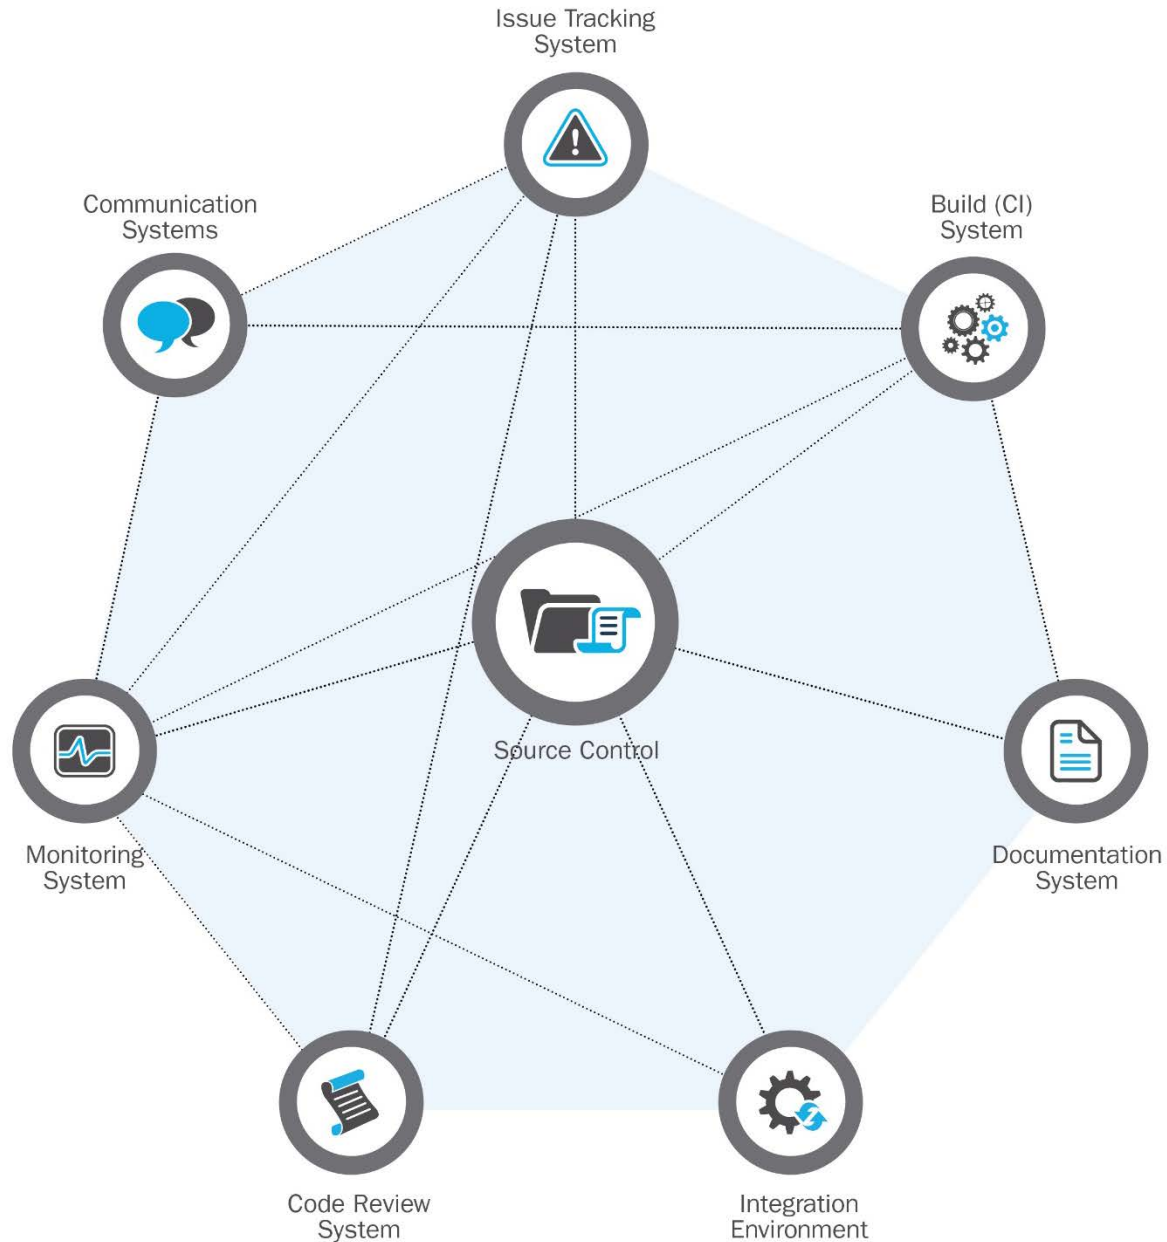 Issue Tracking
System
Communication
Systems
Build (CI)
System
Source Control
Monitoring
System
Documentation
System
Code Review
System
Integration
Environment